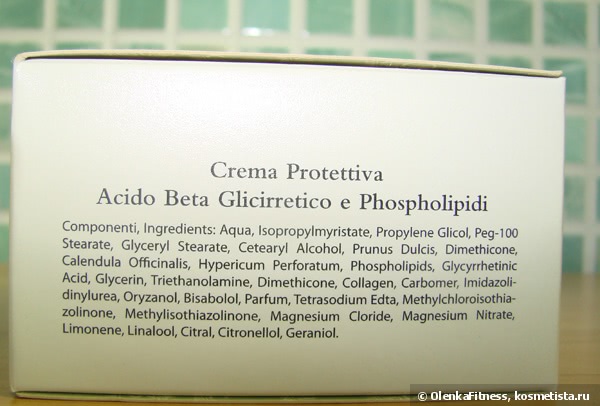 Crema Protettiva
Acido Beta Glicirretico e Phospholipidi
Componenti, Ingredients: Aqua, Isopropylmyristate, Propylene Glicol, Peg-100
Stearate, Glyceryl Stearate, Cetearyl Alcohol, Prunus Dulcis, Dimethicone,
Calendula Officinalis, Hypericum Perforatum, Phospholipids, Glycyrrhetinic
Acid, Glycerin, Triethanolamine, Dimethicone, Collagen, Carbomer, Imidazoli-
dinylurea, Oryzanol, Bisabolol, Parfum, Tetrasodium Edta, Methylchloroisothia-
zolinone, Methylisothiazolinone, Magnesium Cloride, Magnesium Nitrate,
Limonene, Linalool, Citral, Citronellol, Geraniol.
© OlenkaFitness, kosmetista.ru